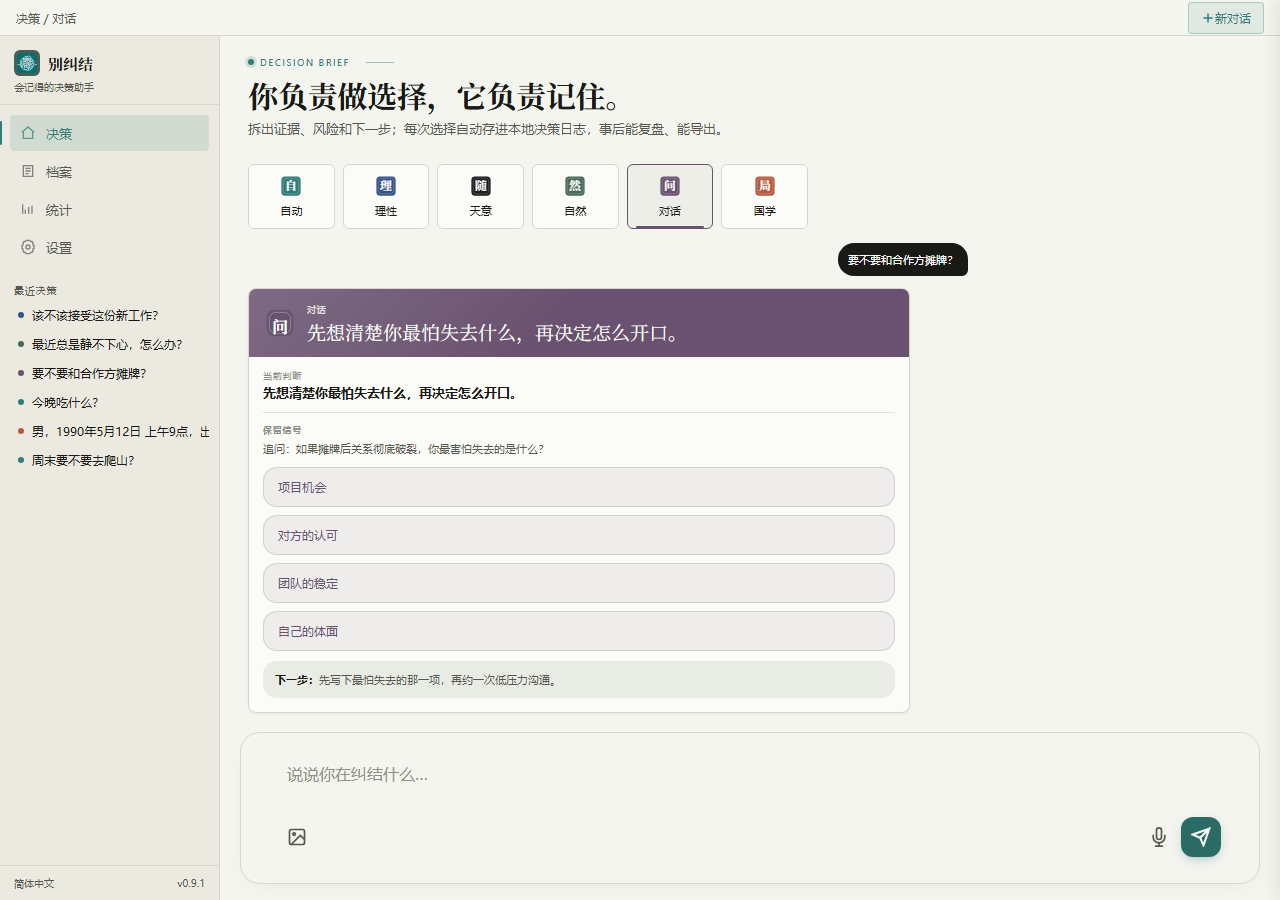 决策 / 对话
+新对话
别纠结
会记得的决策助手
决策
档案
统计
设置
最近决策
该不该接受这份新工作?
最近总是静不下心，怎么办?
要不要和合作方摊牌?
今晚吃什么?
男，1990年5月12日 上午9点，出
周末要不要去爬山?
简体中文
v0.9.1
DECISION BRIEF
你负责做选择，它负责记住。
拆出证据、风险和下一步；每次选择自动存进本地决策日志，事后能复盘、能导出。
自
自动
理
理性
随
天意
然
自然
问
对话
局
国学
要不要和合作方摊牌?
问
对话
先想清楚你最怕失去什么，再决定怎么开口。
当前判断
先想清楚你最怕失去什么，再决定怎么开口。
保留信号
追问：如果摊牌后关系彻底破裂，你最害怕失去的是什么?
项目机会
对方的认可
团队的稳定
自己的体面
下一步：先写下最怕失去的那一项，再约一次低压力沟通。
说说你在纠结什么...